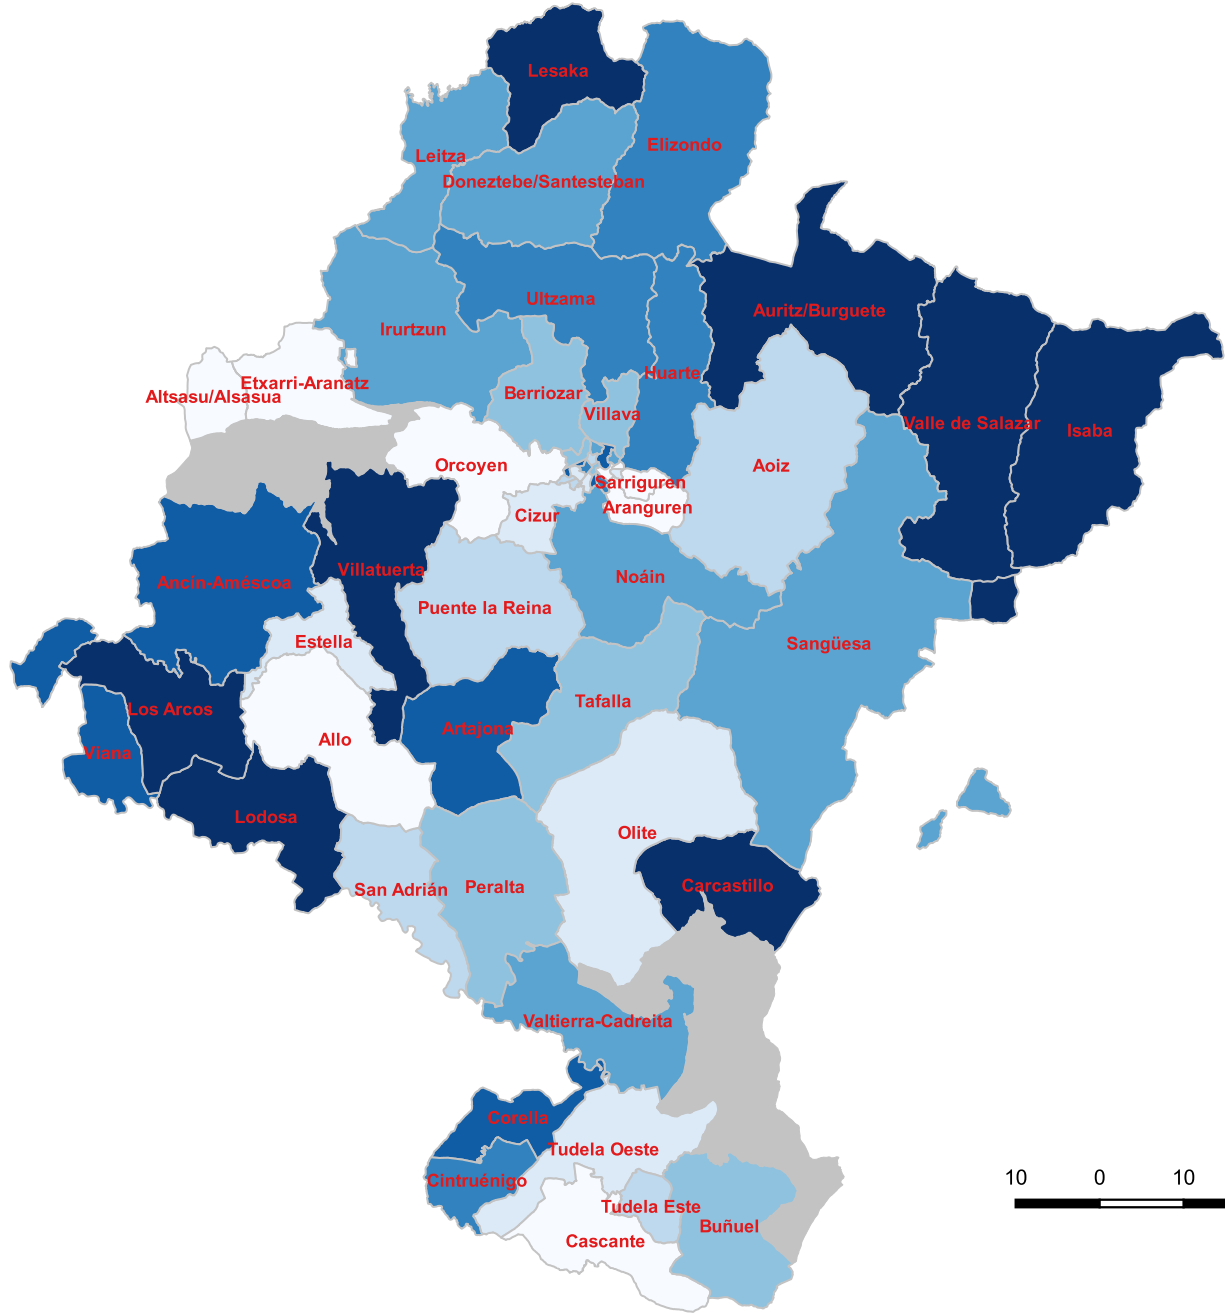 Lesaka
Elizondo
Leitza
Doneztebe/Santesteban
Ultzama
Auritz/Burguete
Irurtzun
Huarte
Etxarri-Aranatz
Altsasu/Alsasua
Berriozar
Villava
Valle de Salazar
Isaba
Orcoyen
Aoiz
Sarriguren
Aranguren
Cizur
Villatuerta
Noáin
Ancín-Améscoa
Puente la Reina
Estella
Sangüesa
Tafalla
Los Arcos
Artajona
Allo
Viana
Lodosa
Olite
Carcastillo
San Adrián
Peralta
Valtierra-Cadreita
Corella
Tudela Oeste
Cintruénigo
10 0 10
Tudela Este
Buñuel
Cascante